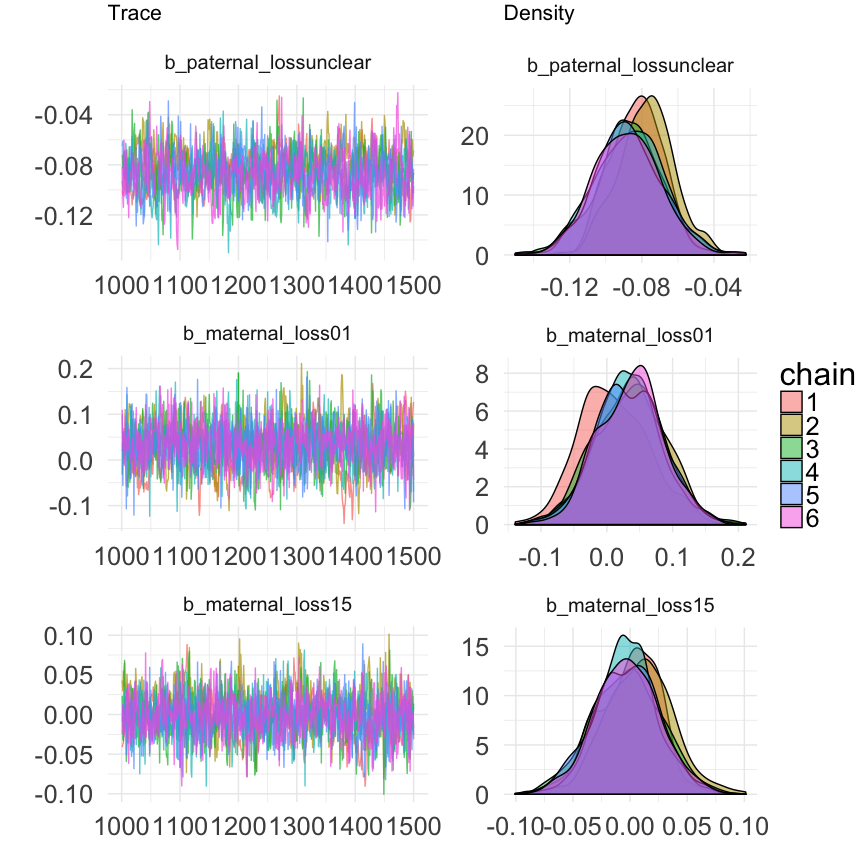 Trace
Density
b_paternal_lossunclear
b_paternal_lossunclear
-0.04
-0.08
-0.12
1000 1100 1200 1300 1400 1500
20
10
0
-0.12 -0.08 -0.04
b_maternal_loss01
b_maternal_loss01
0.2
0.1
0.0
-0.1
1000 1100 1200 1300 1400 1500
8
6
4
2
0
-0.1 0.0 0.1 0.2
chain
1
2
3
4
5
6
b_maternal_loss15
b_maternal_loss15
0.10
0.05
0.00
-0.05
-0.10
1000 1100 1200 1300 1400 1500
15
10
5
0
-0.10 -0.05 0.00 0.05 0.10